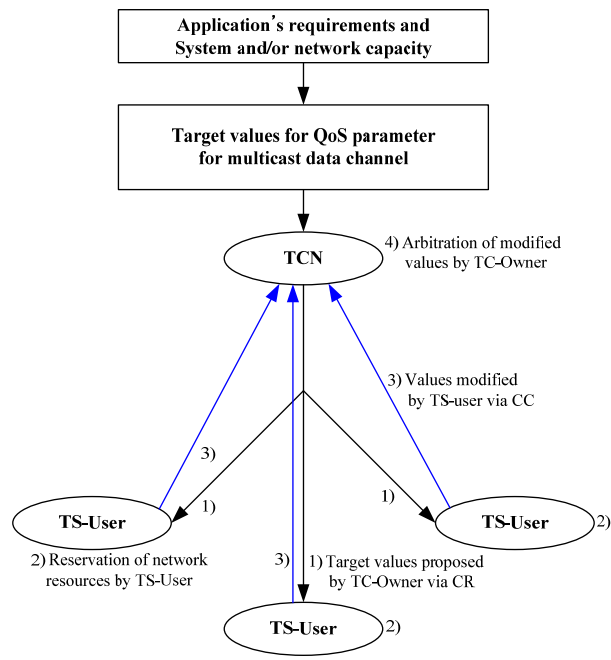 Application's requirements and
System and/or network capacity
Target values for QoS parameter
for multicast data channel
TCN
4) Arbitration of modified
values by TC-Owner
3) Values modified
by TS-user via CC
3)
1)
1)
TS-User
TS-User
2)
2) Reservation of network
resources by TS-User
3)
1) Target values proposed
by TC-Owner via CR
TS-User
2)